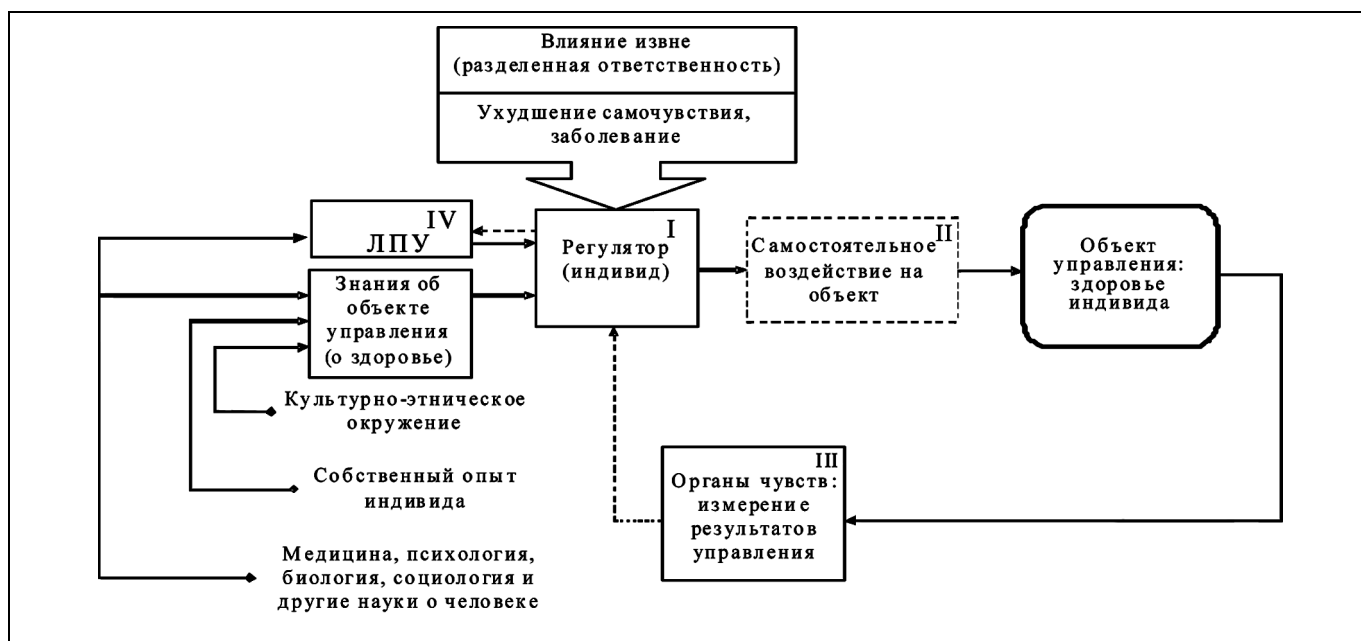 Влияние извне
(разделенная ответственность)
Ухудшение самочувствия,
заболевание
IV
ЛПУ
I
Регулятор
(индивид)
II
Самостоятельное
воздействие на
объект
Объект
управления:
здоровье
индивида
Знания об
объекте
управления
(о здоровье)
Культурно-этническое
окружение
Собственный опыт
индивида
III
Органы чувств:
измерение
результатов
управления
Медицина, психология,
биология, социология и
другие науки о человеке